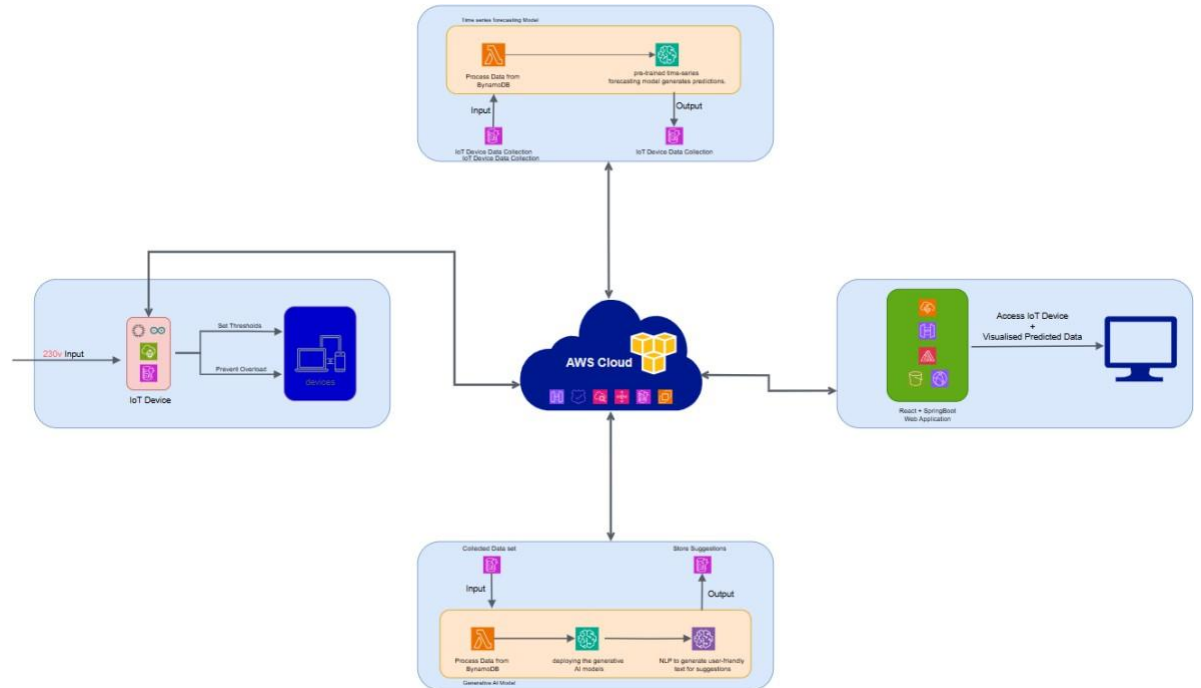 Time series forecasting Model
Process Data from
BynamoDB
pre-trained time-series
forecasting model generates predictions.
Input
Output
IoT Device Data Collection
IoT Device Data Collection
IoT Device Data Collection
230v Input
IoT Device
Set Thresholds
Prevent Overload
devices
AWS Cloud
Access IoT Device
+
Visualised Predicted Data
React + SpringBoot
Web Application
Collected Data set
Store Suggestions
Input
Output
Process Data from
BynamoDB
deploying the generative
AI models
NLP to generate user-friendly
text for suggestions
Generative AI Model